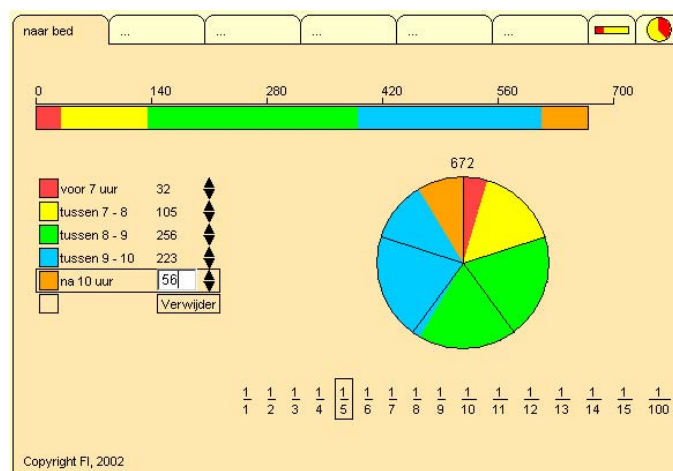 naar bed ... ... ... ... ...
0 140 280 420 560 700
672
voor 7 uur 32
tussen 7 - 8 105
tussen 8 - 9 256
tussen 9 - 10 223
na 10 uur 56
Verwijder
1/1 1/2 1/3 1/4 1/5 1/6 1/7 1/8 1/9 1/10 1/11 1/12 1/13 1/14 1/15 1/100
Copyright FI, 2002